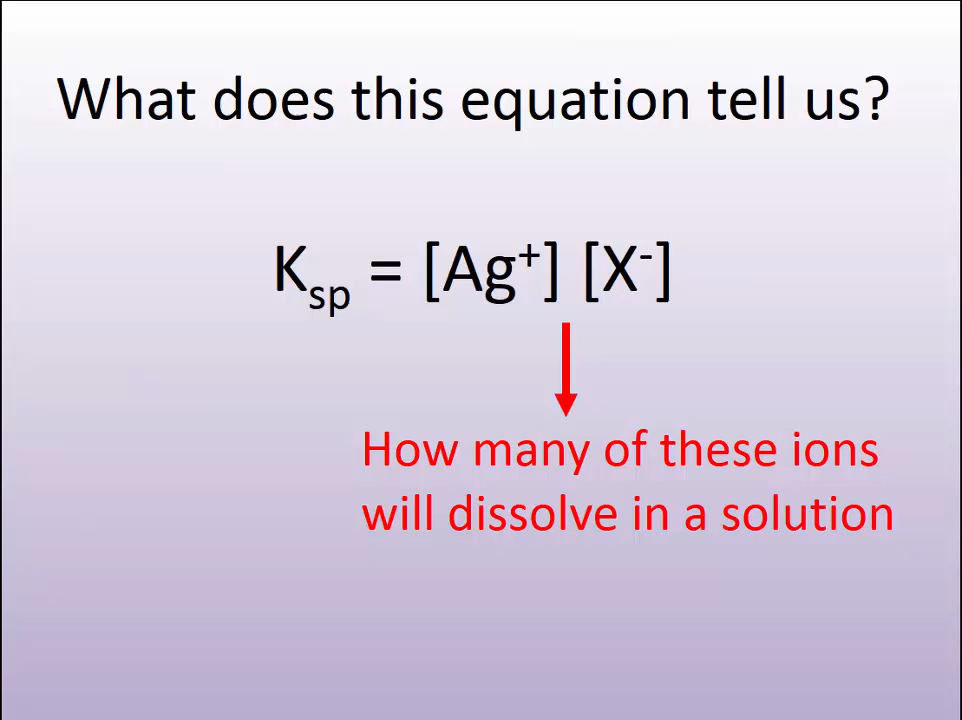 What does this equation tell us?
Kₛₚ = [Ag⁺] [X⁻]
How many of these ions
will dissolve in a solution